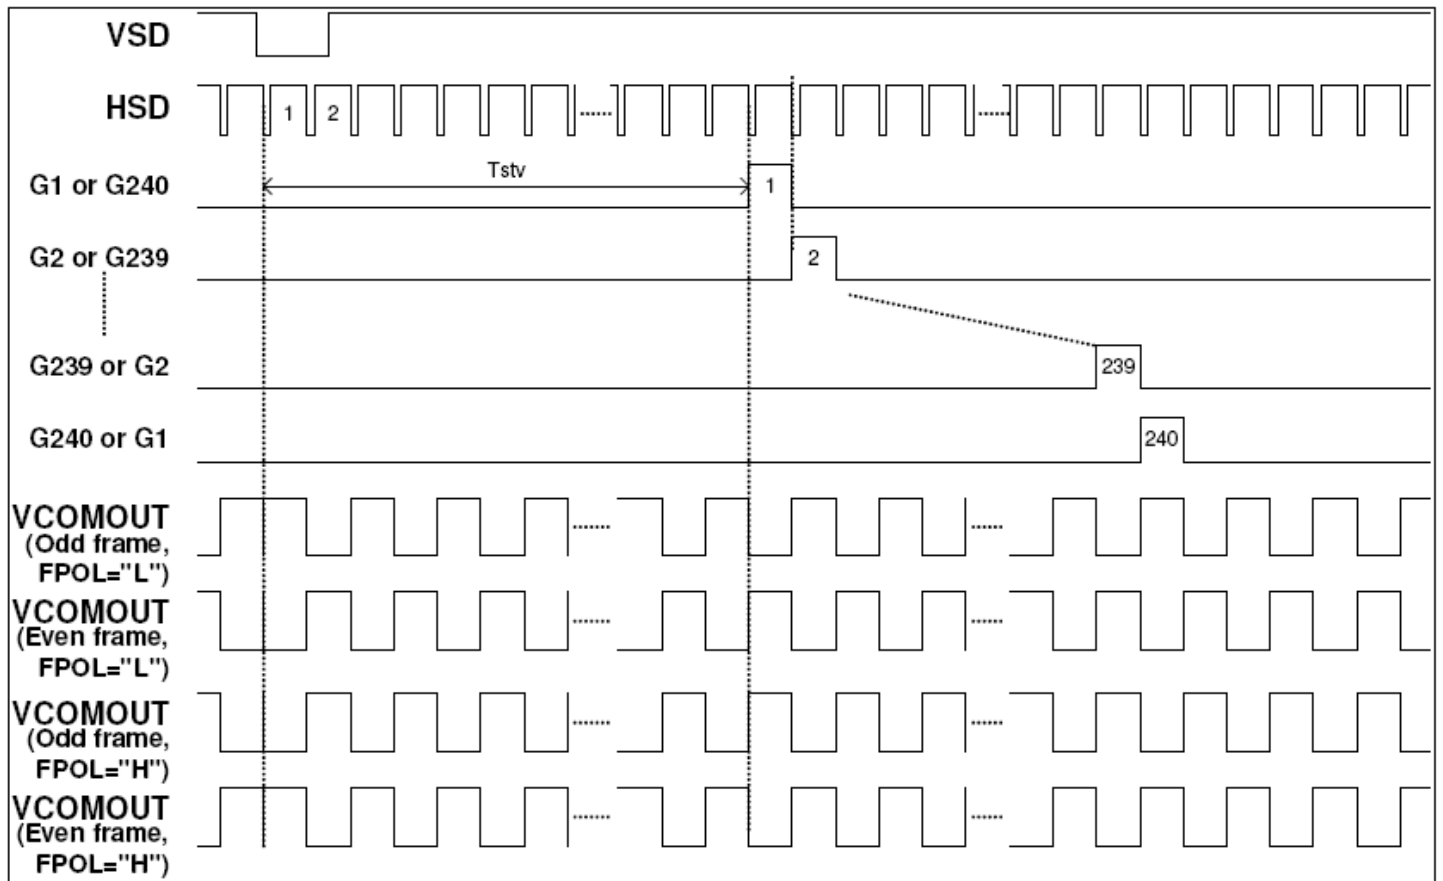 VSD
HSD
1 2
Tstv
G1 or G240
1
G2 or G239
2
G239 or G2
239
G240 or G1
240
VCOMOUT
(Odd frame,
FPOL="L")
VCOMOUT
(Even frame,
FPOL="L")
VCOMOUT
(Odd frame,
FPOL="H")
VCOMOUT
(Even frame,
FPOL="H")